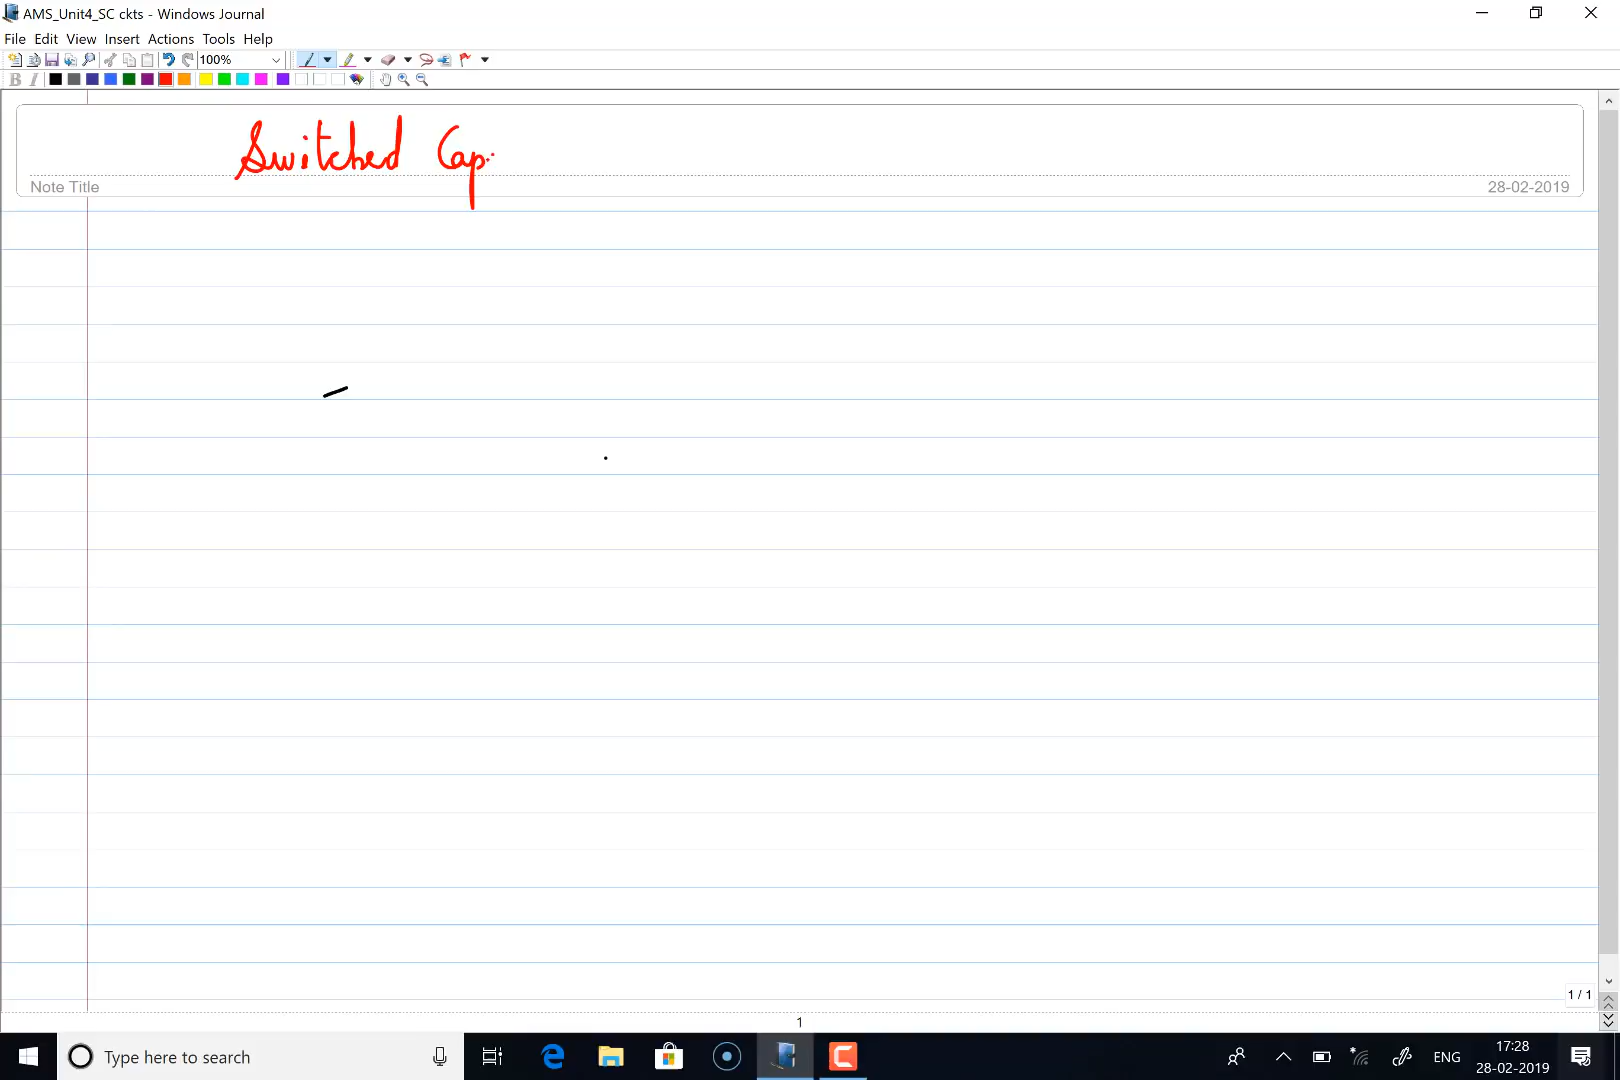 AMS_Unit4_SC ckts - Windows Journal
File Edit View Insert Actions Tools Help
100%
B I
Switched Cap
Note Title
28-02-2019
1 / 1
1
Type here to search
ENG
17:28
28-02-2019